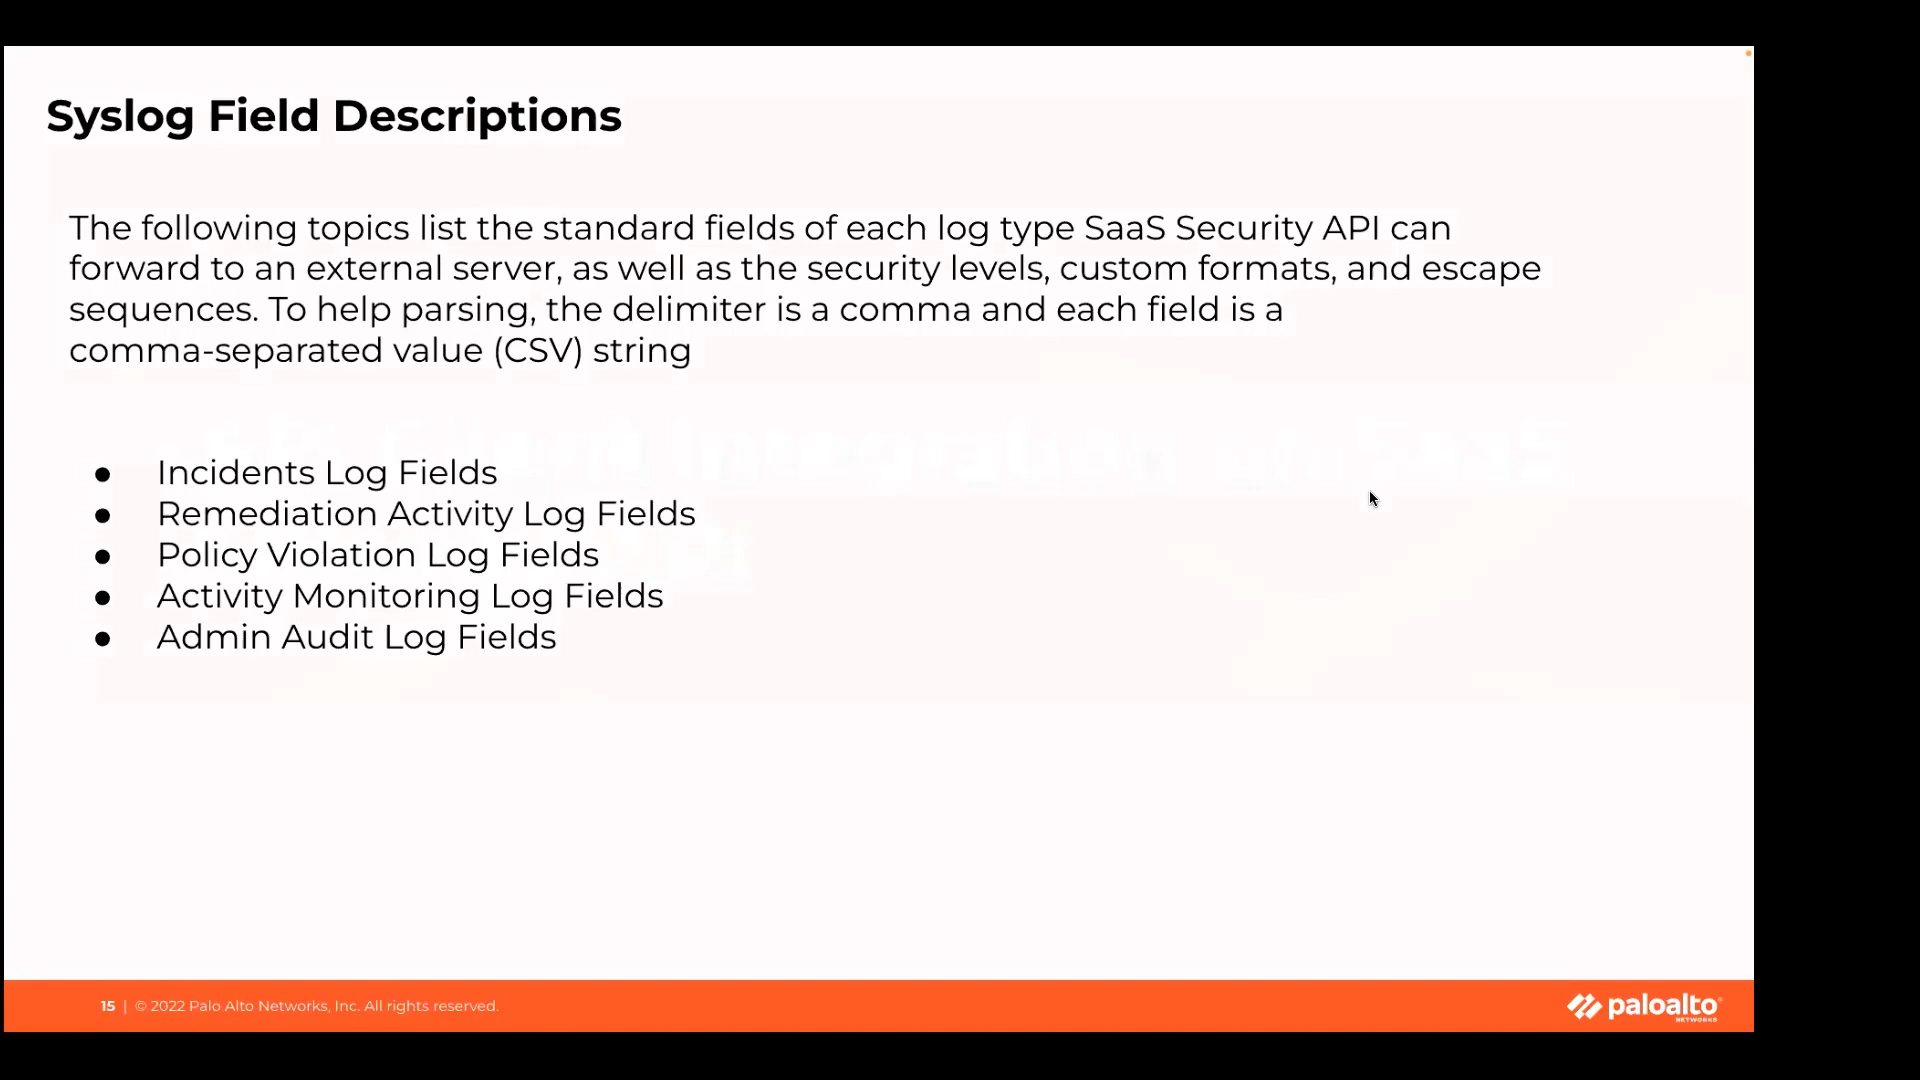 Syslog Field Descriptions
The following topics list the standard fields of each log type SaaS Security API can
forward to an external server, as well as the security levels, custom formats, and escape
sequences. To help parsing, the delimiter is a comma and each field is a
comma-separated value (CSV) string
● Incidents Log Fields
● Remediation Activity Log Fields
● Policy Violation Log Fields
● Activity Monitoring Log Fields
● Admin Audit Log Fields
15 | © 2022 Palo Alto Networks, Inc. All rights reserved.
paloalto
NETWORKS